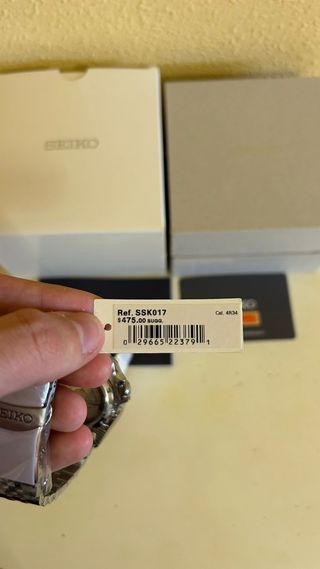 SEIKO
Ref. SSK017
Cal. 4R34
$475.00 SUGG.
0 29665 22379 1
SEIKO